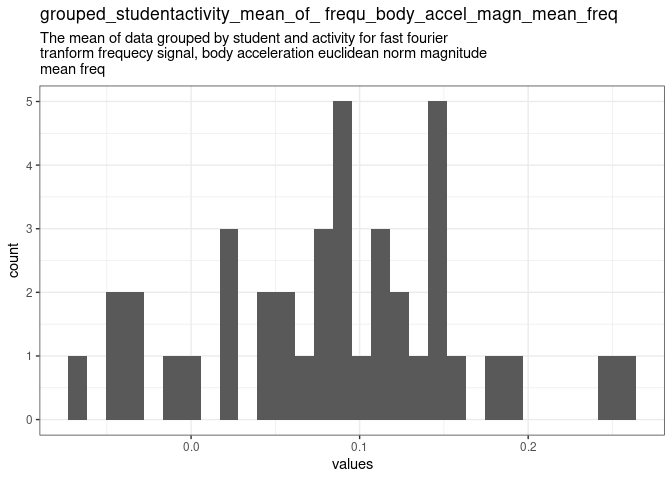 grouped_studentactivity_mean_of_ frequ_body_accel_magn_mean_freq
The mean of data grouped by student and activity for fast fourier
tranform frequecy signal, body acceleration euclidean norm magnitude
mean freq
5
4
3
2
1
0
count
0.0
0.1
0.2
values